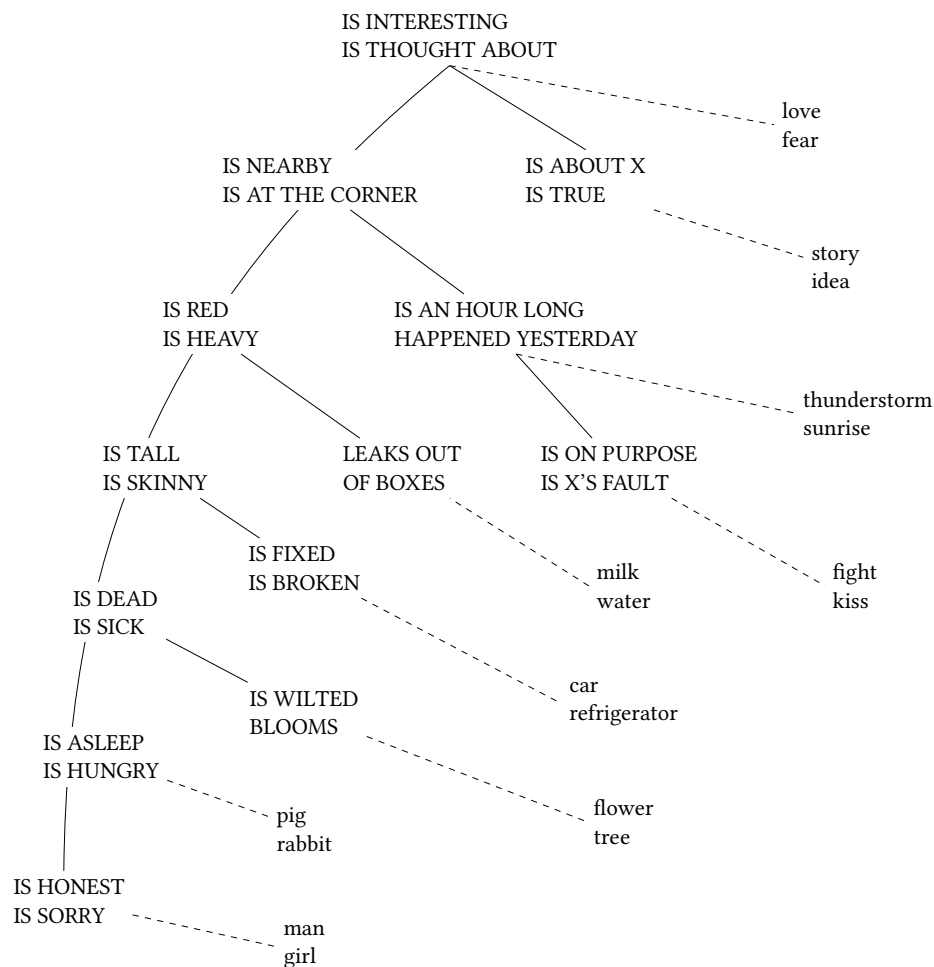 IS INTERESTING
IS THOUGHT ABOUT
love
fear
IS NEARBY
IS AT THE CORNER
IS ABOUT X
IS TRUE
story
idea
IS RED
IS HEAVY
IS AN HOUR LONG
HAPPENED YESTERDAY
thunderstorm
sunrise
IS TALL
IS SKINNY
LEAKS OUT
OF BOXES
IS ON PURPOSE
IS X’S FAULT
IS FIXED
IS BROKEN
milk
water
fight
kiss
IS DEAD
IS SICK
car
refrigerator
IS WILTED
BLOOMS
IS ASLEEP
IS HUNGRY
pig
rabbit
flower
tree
IS HONEST
IS SORRY
man
girl